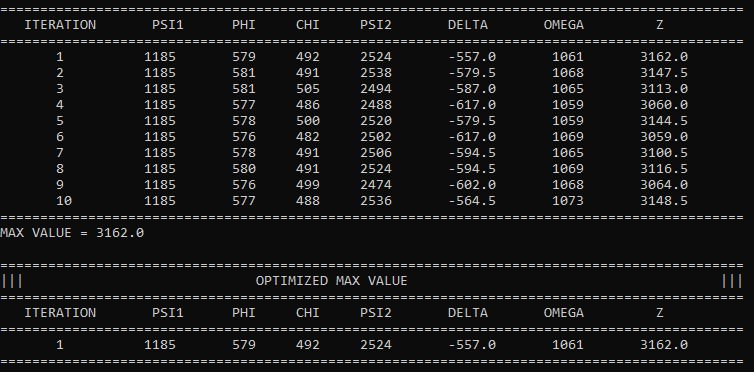 ===========================================================================================
ITERATION PSI1 PHI CHI PSI2 DELTA OMEGA Z
===========================================================================================
1 1185 579 492 2524 -557.0 1061 3162.0
2 1185 581 491 2538 -579.5 1068 3147.5
3 1185 581 505 2494 -587.0 1065 3113.0
4 1185 577 486 2488 -617.0 1059 3060.0
5 1185 578 500 2520 -579.5 1059 3144.5
6 1185 576 482 2502 -617.0 1069 3059.0
7 1185 578 491 2506 -594.5 1065 3100.5
8 1185 580 491 2524 -594.5 1069 3116.5
9 1185 576 499 2474 -602.0 1068 3064.0
10 1185 577 488 2536 -564.5 1073 3148.5
===========================================================================================
MAX VALUE = 3162.0
===========================================================================================
||| OPTIMIZED MAX VALUE |||
===========================================================================================
ITERATION PSI1 PHI CHI PSI2 DELTA OMEGA Z
===========================================================================================
1 1185 579 492 2524 -557.0 1061 3162.0
===========================================================================================